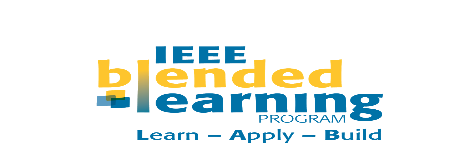 IEEE
blended
learning
PROGRAM
Learn – Apply – Build